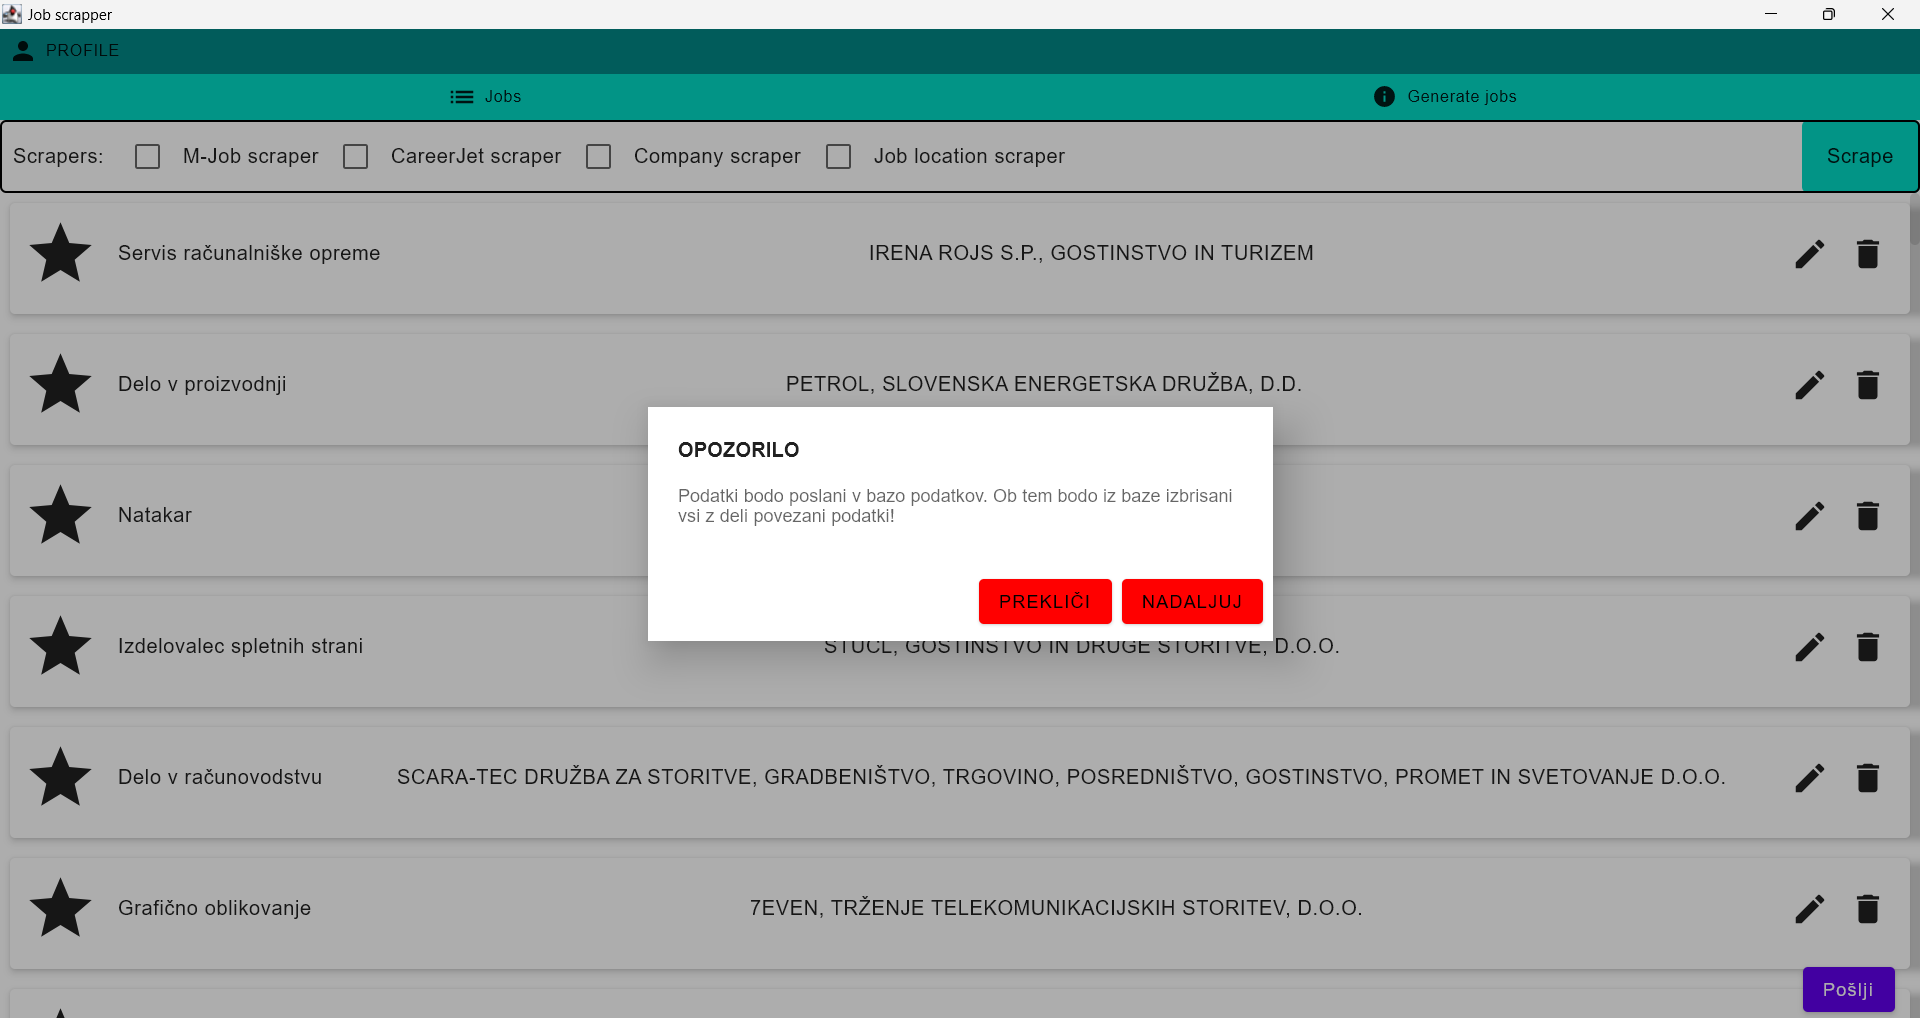 Job scrapper
PROFILE
Jobs
Generate jobs
Scrapers:
M-Job scraper
CareerJet scraper
Company scraper
Job location scraper
Scrape
Servis računalniške opreme
IRENA ROJS S.P., GOSTINSTVO IN TURIZEM
Delo v proizvodnji
PETROL, SLOVENSKA ENERGETSKA DRUŽBA, D.D.
OPOZORILO
Podatki bodo poslani v bazo podatkov. Ob tem bodo iz baze izbrisani
vsi z deli povezani podatki!
PREKLIČI
NADALJUJ
Natakar
Izdelovalec spletnih strani
STUCL, GOSTINSTVO IN DRUGE STORITVE, D.O.O.
Delo v računovodstvu
SCARA-TEC DRUŽBA ZA STORITVE, GRADBENIŠTVO, TRGOVINO, POSREDNIŠTVO, GOSTINSTVO, PROMET IN SVETOVANJE D.O.O.
Grafično oblikovanje
7EVEN, TRŽENJE TELEKOMUNIKACIJSKIH STORITEV, D.O.O.
Pošlji